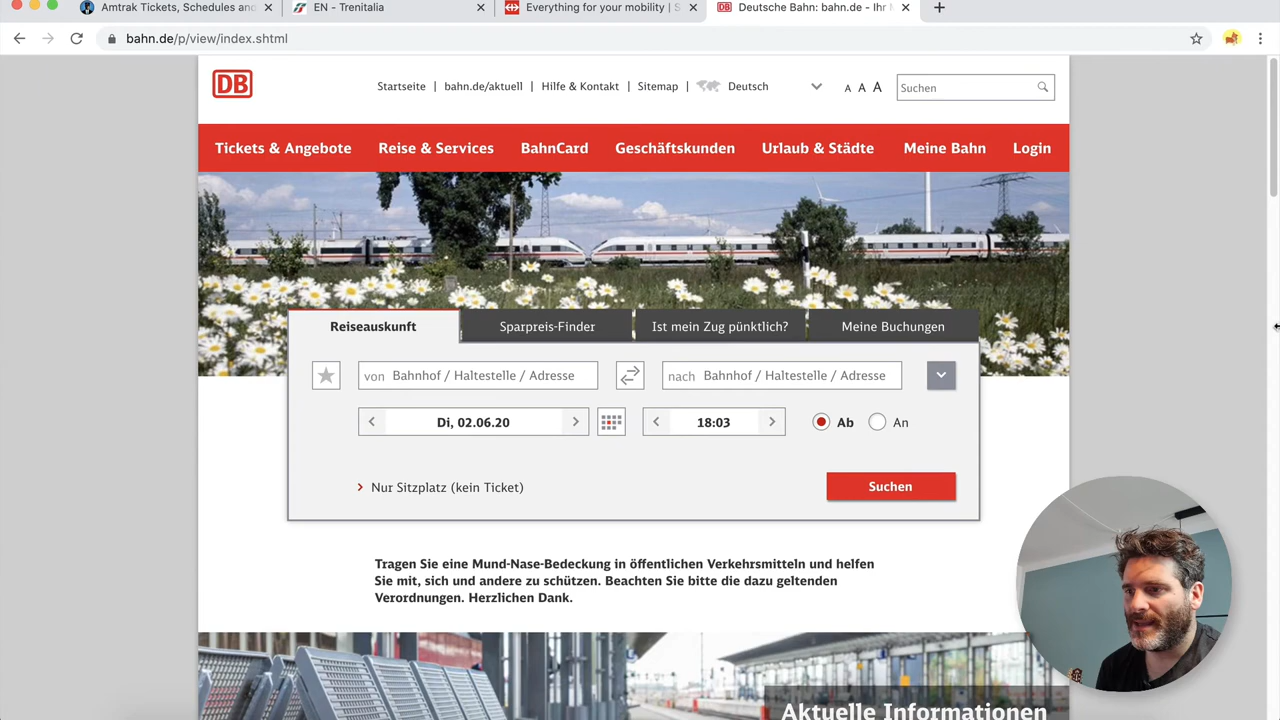 Amtrak Tickets, Schedules and
EN - Trenitalia
Everything for your mobility | S
DB Deutsche Bahn: bahn.de - Ihr
bahn.de/p/view/index.shtml
DB
Startseite | bahn.de/aktuell | Hilfe & Kontakt | Sitemap | Deutsch
A A A
Suchen
Tickets & Angebote Reise & Services BahnCard Geschäftskunden Urlaub & Städte Meine Bahn Login
Reiseauskunft Sparpreis-Finder Ist mein Zug pünktlich? Meine Buchungen
von Bahnhof / Haltestelle / Adresse nach Bahnhof / Haltestelle / Adresse
Di, 02.06.20 18:03 Ab An
Nur Sitzplatz (kein Ticket) Suchen
Tragen Sie eine Mund-Nase-Bedeckung in öffentlichen Verkehrsmitteln und helfen
Sie mit, sich und andere zu schützen. Beachten Sie bitte die dazu geltenden
Verordnungen. Herzlichen Dank.
Aktuelle Informationen